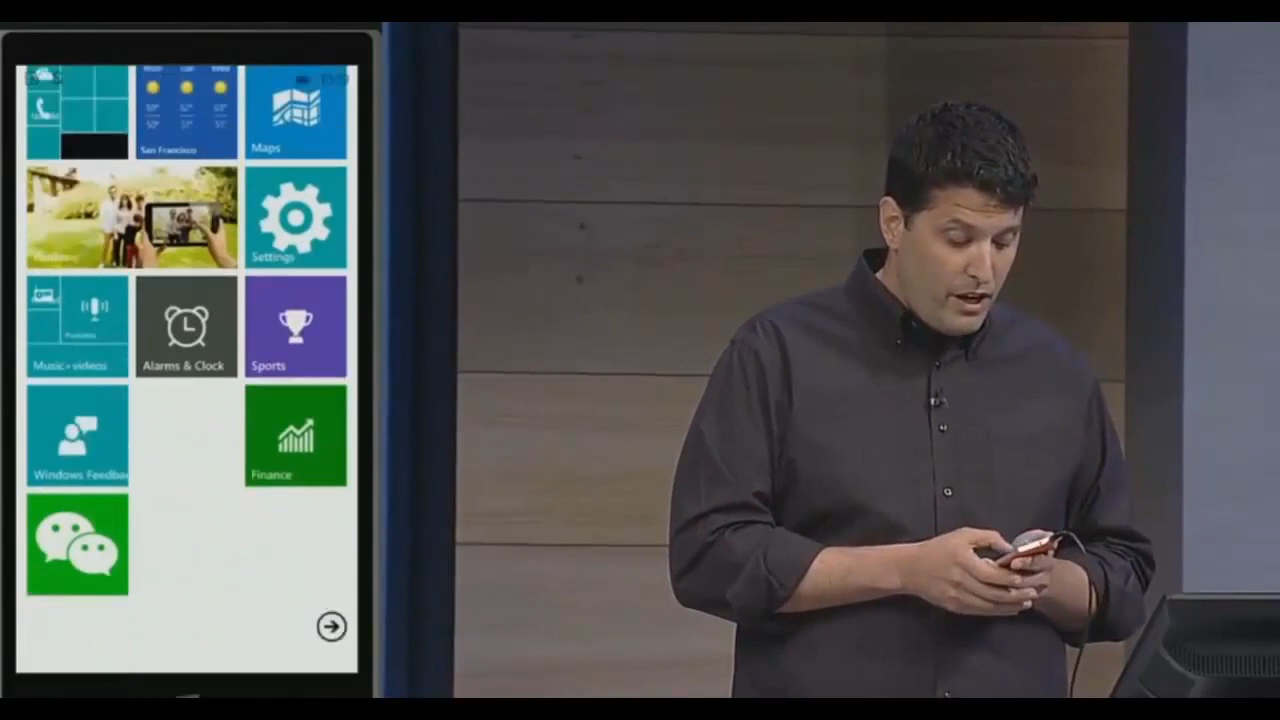 San Francisco
Maps
Settings
Music+videos
Alarms & Clock
Sports
Windows Feedba
Finance